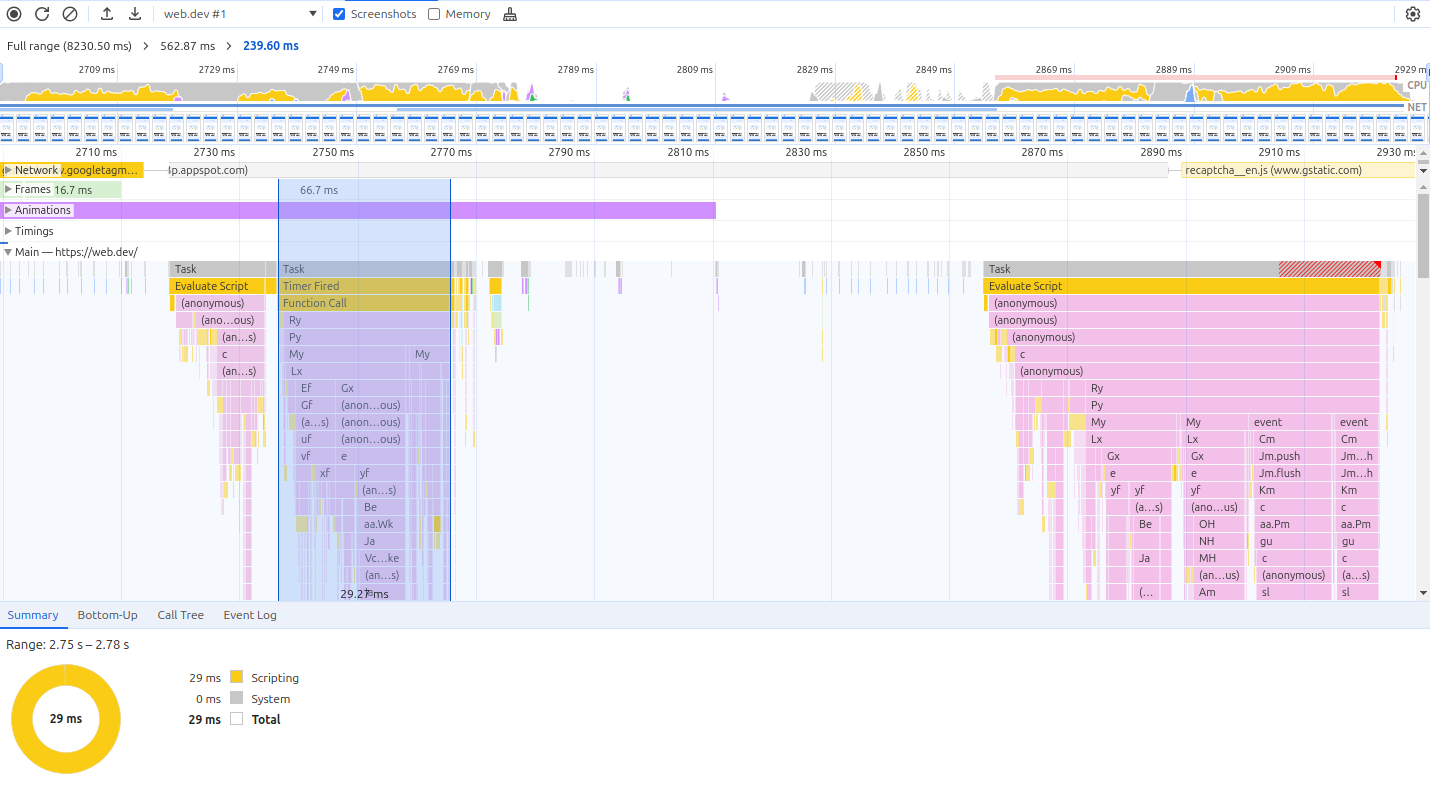 web.dev #1 Screenshots Memory
Full range (8230.50 ms) 562.87 ms 239.60 ms
2709 ms 2729 ms 2749 ms 2769 ms 2789 ms 2809 ms 2829 ms 2849 ms 2869 ms 2889 ms 2909 ms 2929 m
CPU
NET
2710 ms 2730 ms 2750 ms 2770 ms 2790 ms 2810 ms 2830 ms 2850 ms 2870 ms 2890 ms 2910 ms 2930 ms
Network .googletagm... p.appspot.com) recaptcha__en.js (www.gstatic.com)
Frames 16.7 ms 66.7 ms
Animations
Timings
Main — https://web.dev/
Task Task Task
Evaluate Script Timer Fired Evaluate Script
(anonymous) Function Call (anonymous)
(ano...ous) Ry (anonymous)
(an...s) Py (anonymous)
c My My c
(an...s) Lx (anonymous)
Ef Gx Ry
Gf (anon...ous) Py
(a...s) (anon...ous) My My event event
uf (anon...ous) Lx Lx Cm Cm
vf e Gx Gx Jm.push Jm...h
xf yf e e Jm.flush Jm...h
(an...s) yf yf yf Km Km
Be (a...s) (ano...us) c c
aa.Wk Be OH aa.Pm aa.Pm
Ja NH gu gu
Vc...ke Ja MH c c
(an...s) (an...us) (anonymous) (a...s)
29.27 ms (... Am sl sl
Summary Bottom-Up Call Tree Event Log
Range: 2.75 s – 2.78 s
29 ms Scripting
0 ms System
29 ms Total
29 ms